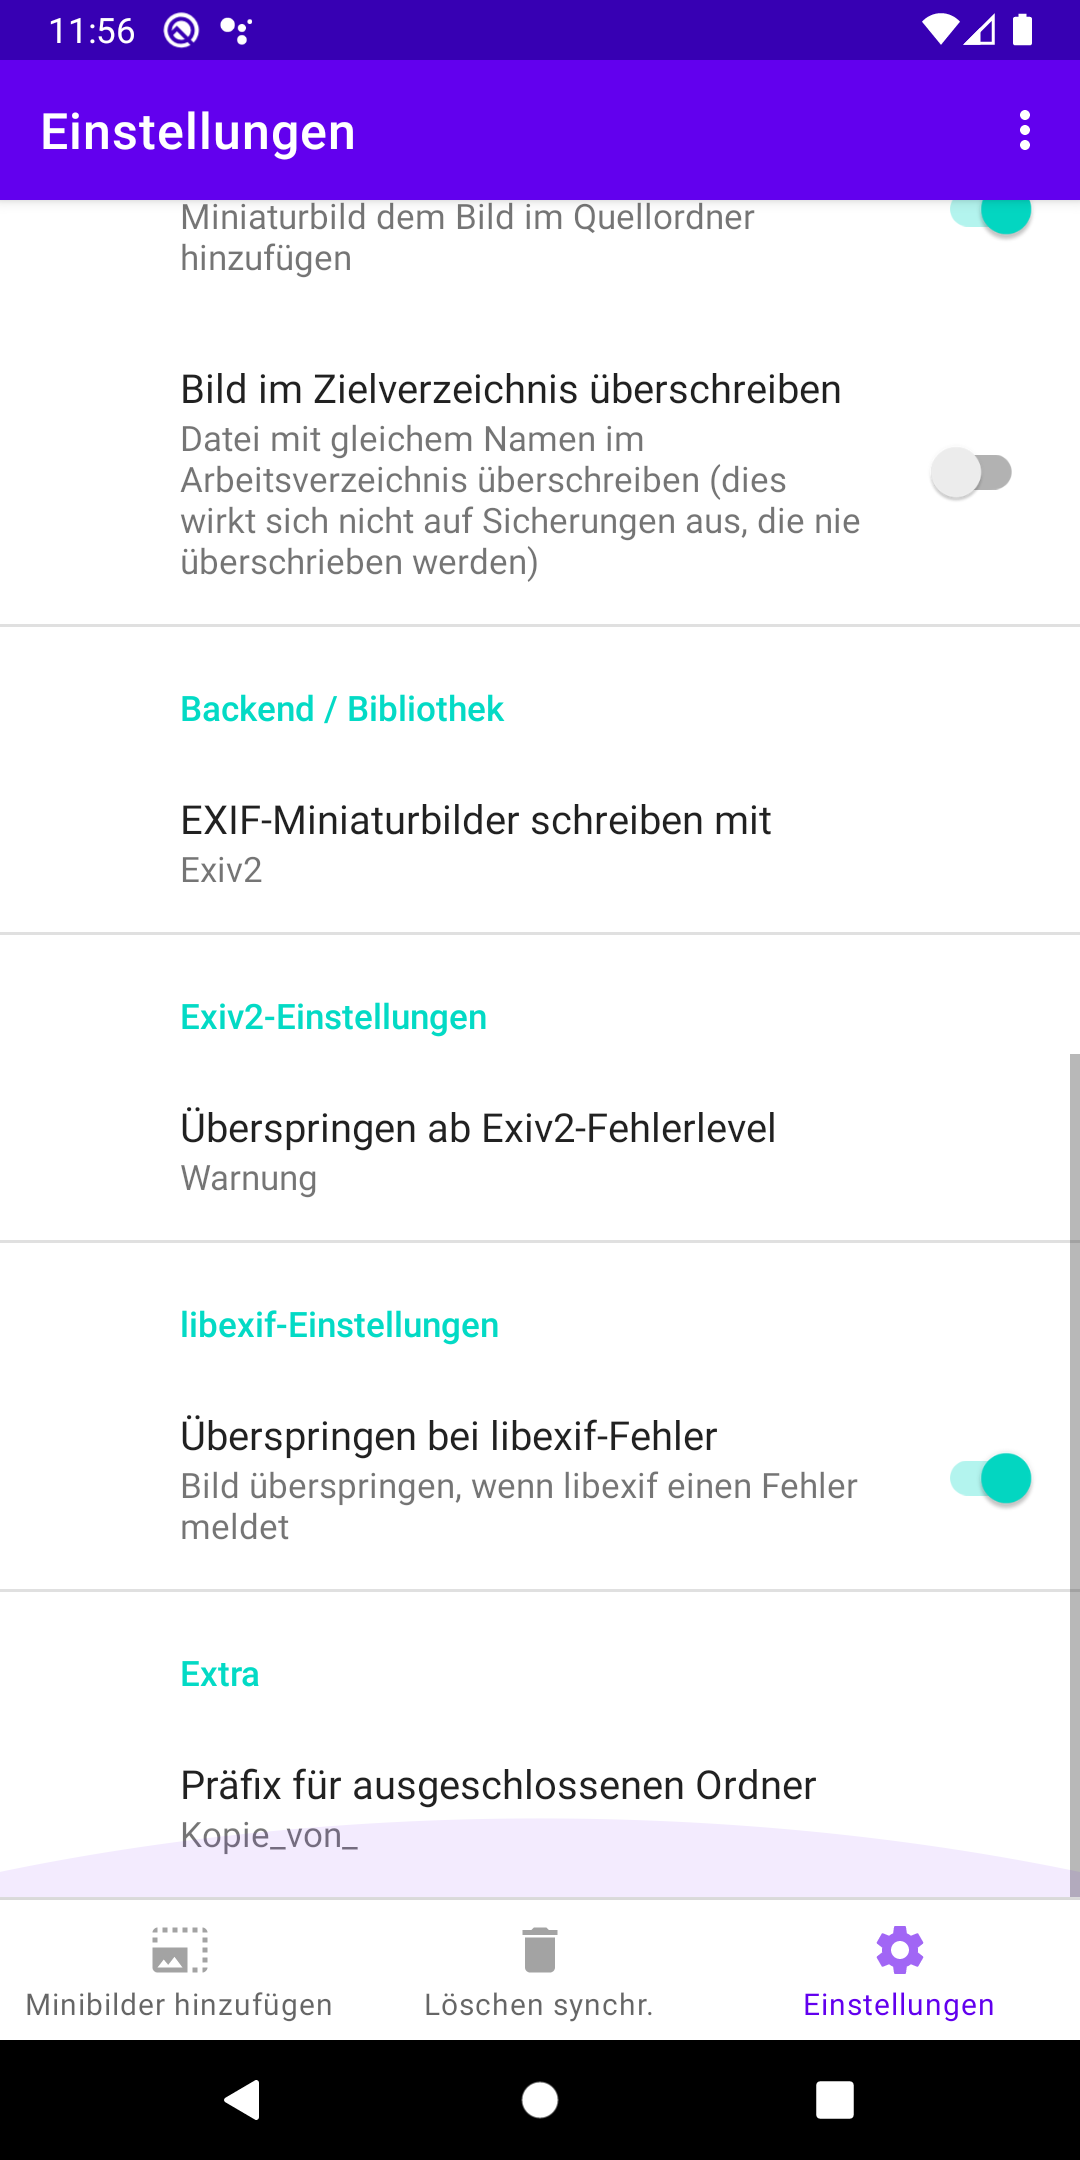 11:56
Einstellungen
Miniaturbild dem Bild im Quellordner
hinzufügen
Bild im Zielverzeichnis überschreiben
Datei mit gleichem Namen im
Arbeitsverzeichnis überschreiben (dies
wirkt sich nicht auf Sicherungen aus, die nie
überschrieben werden)
Backend / Bibliothek
EXIF-Miniaturbilder schreiben mit
Exiv2
Exiv2-Einstellungen
Überspringen ab Exiv2-Fehlerlevel
Warnung
libexif-Einstellungen
Überspringen bei libexif-Fehler
Bild überspringen, wenn libexif einen Fehler
meldet
Extra
Präfix für ausgeschlossenen Ordner
Kopie_von_
Minibilder hinzufügen
Löschen synchr.
Einstellungen